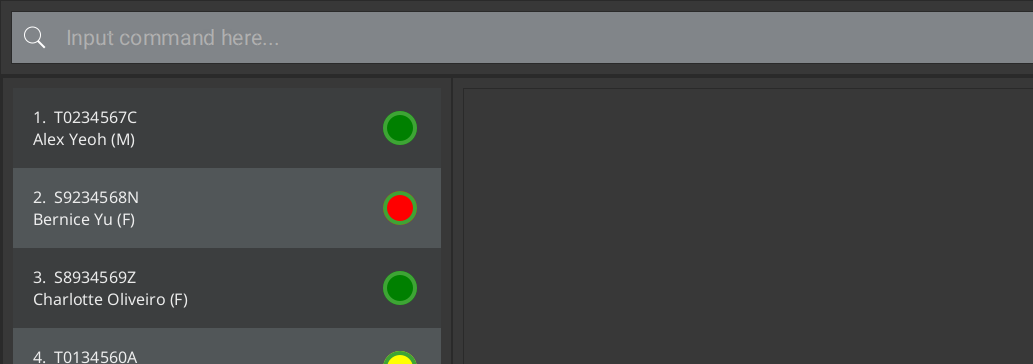 Input command here...
1. T0234567C
Alex Yeoh (M)
2. S9234568N
Bernice Yu (F)
3. S8934569Z
Charlotte Oliveiro (F)
4. T0134560A